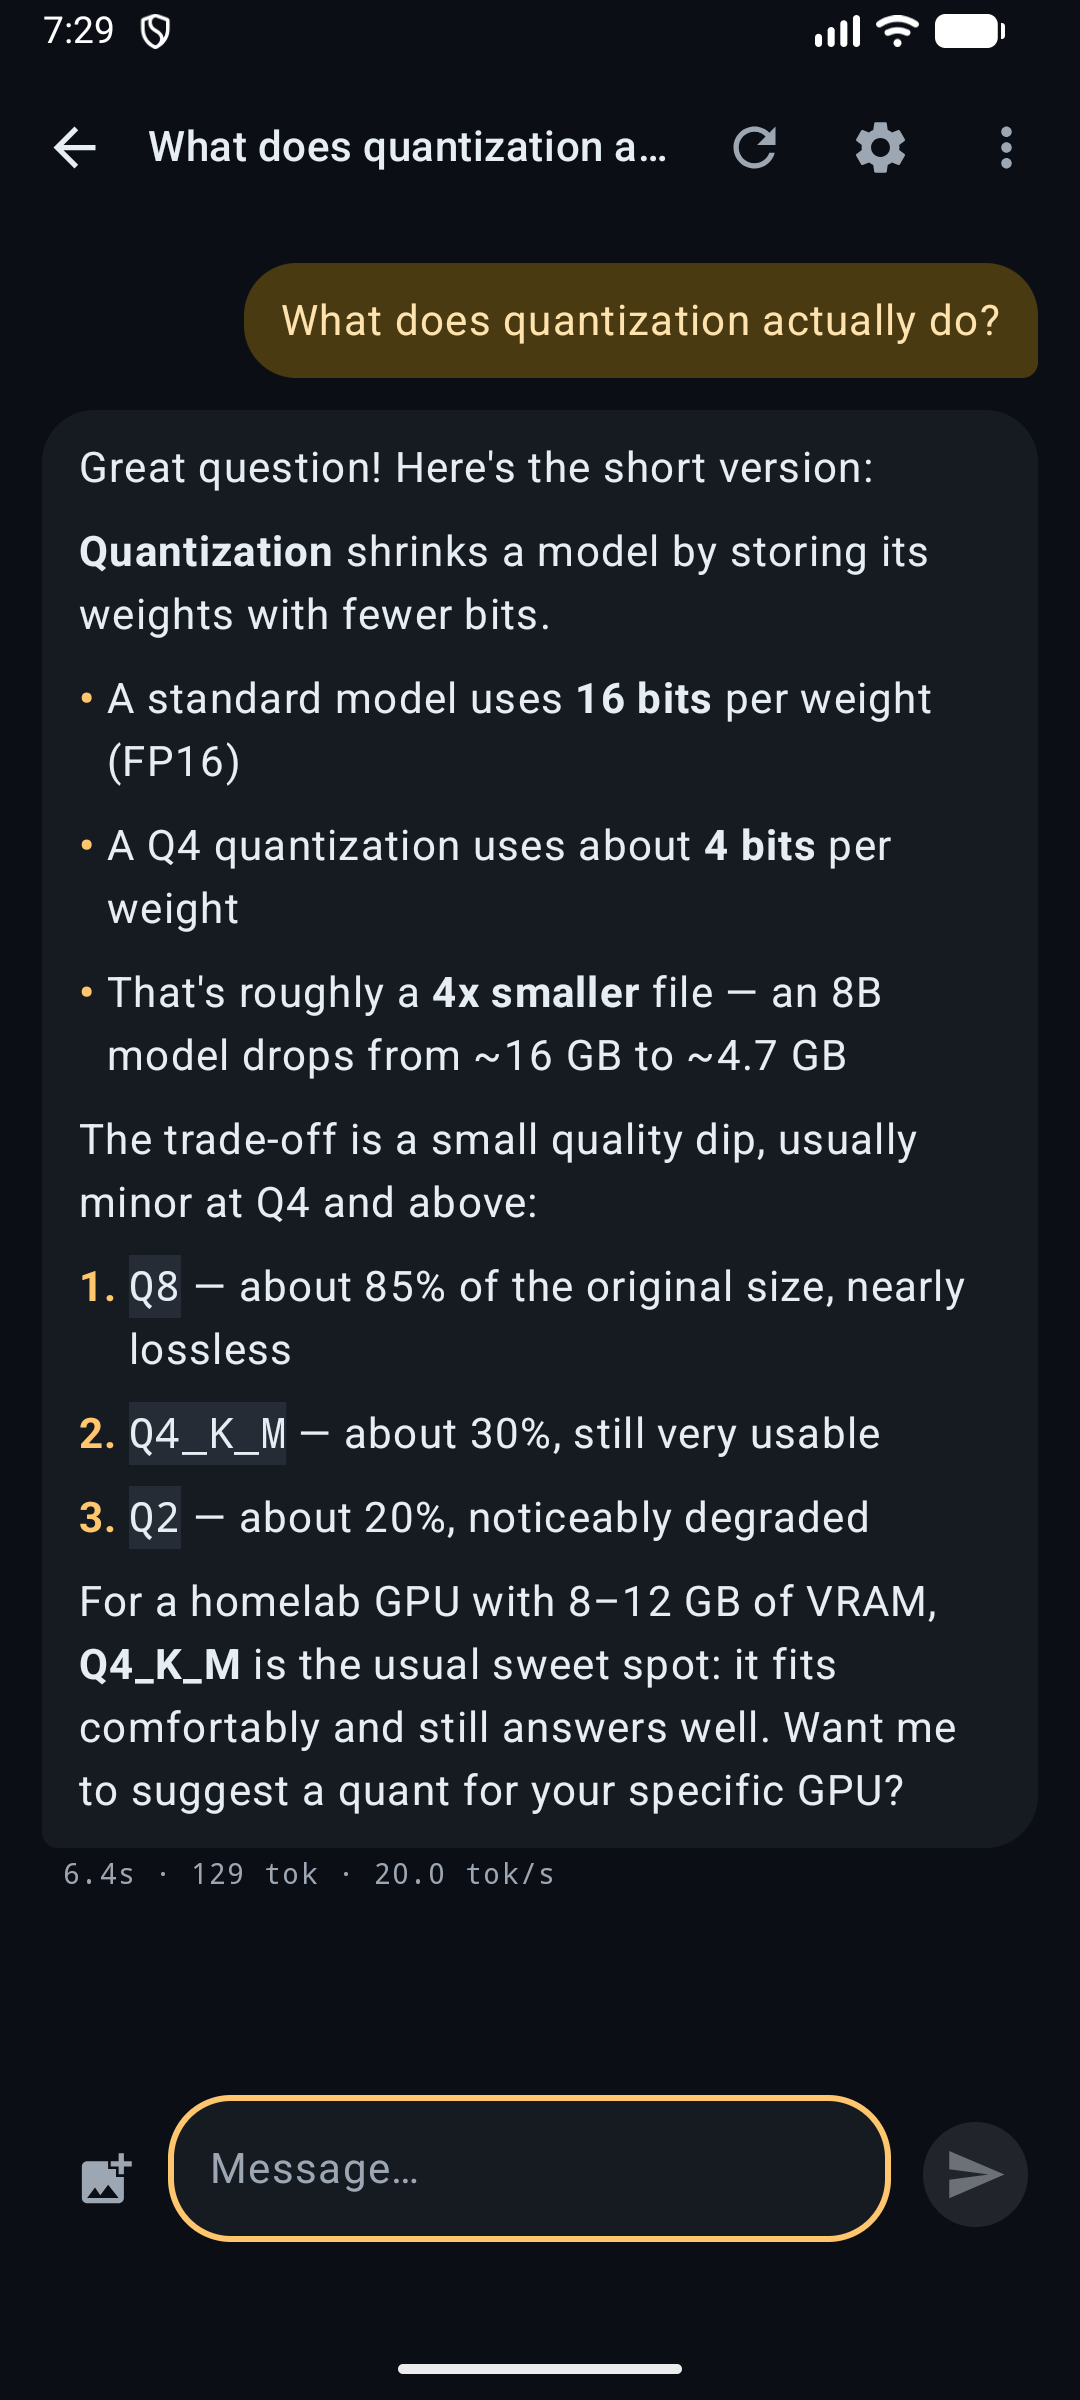 7:29
What does quantization a...
What does quantization actually do?
Great question! Here's the short version:
Quantization shrinks a model by storing its
weights with fewer bits.
• A standard model uses 16 bits per weight
(FP16)
• A Q4 quantization uses about 4 bits per
weight
• That's roughly a 4x smaller file — an 8B
model drops from ~16 GB to ~4.7 GB
The trade-off is a small quality dip, usually
minor at Q4 and above:
1. Q8 — about 85% of the original size, nearly
lossless
2. Q4_K_M — about 30%, still very usable
3. Q2 — about 20%, noticeably degraded
For a homelab GPU with 8–12 GB of VRAM,
Q4_K_M is the usual sweet spot: it fits
comfortably and still answers well. Want me
to suggest a quant for your specific GPU?
6.4s · 129 tok · 20.0 tok/s
Message…